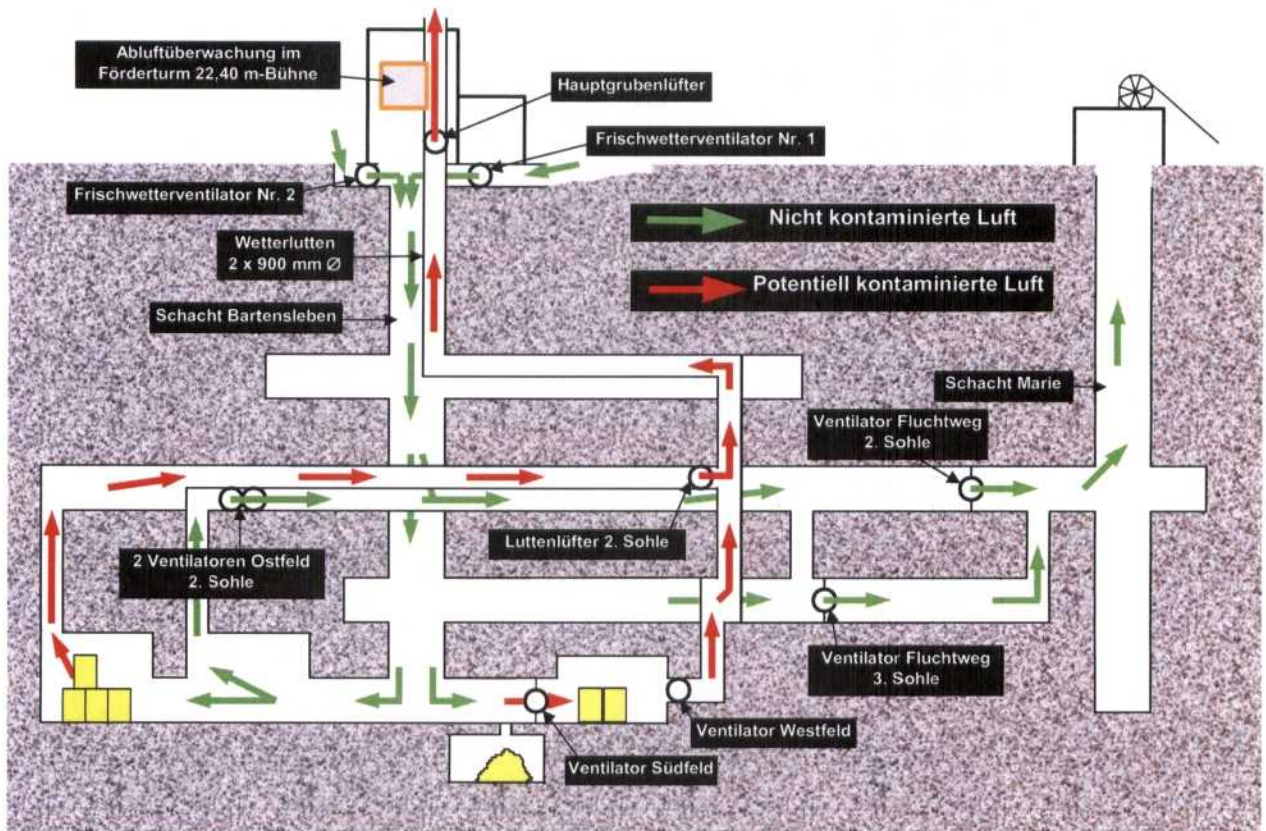 Abluftüberwachung im
Förderturm 22,40 m-Bühne
Hauptgrubenlüfter
Frischwetterventilator Nr. 1
Frischwetterventilator Nr. 2
Nicht kontaminierte Luft
Wetterlutten
2 x 900 mm Ø
Potentiell kontaminierte Luft
Schacht Bartensleben
Schacht Marie
Ventilator Fluchtweg
2. Sohle
Luttenlüfter 2. Sohle
2 Ventilatoren Ostfeld
2. Sohle
Ventilator Fluchtweg
3. Sohle
Ventilator Westfeld
Ventilator Südfeld